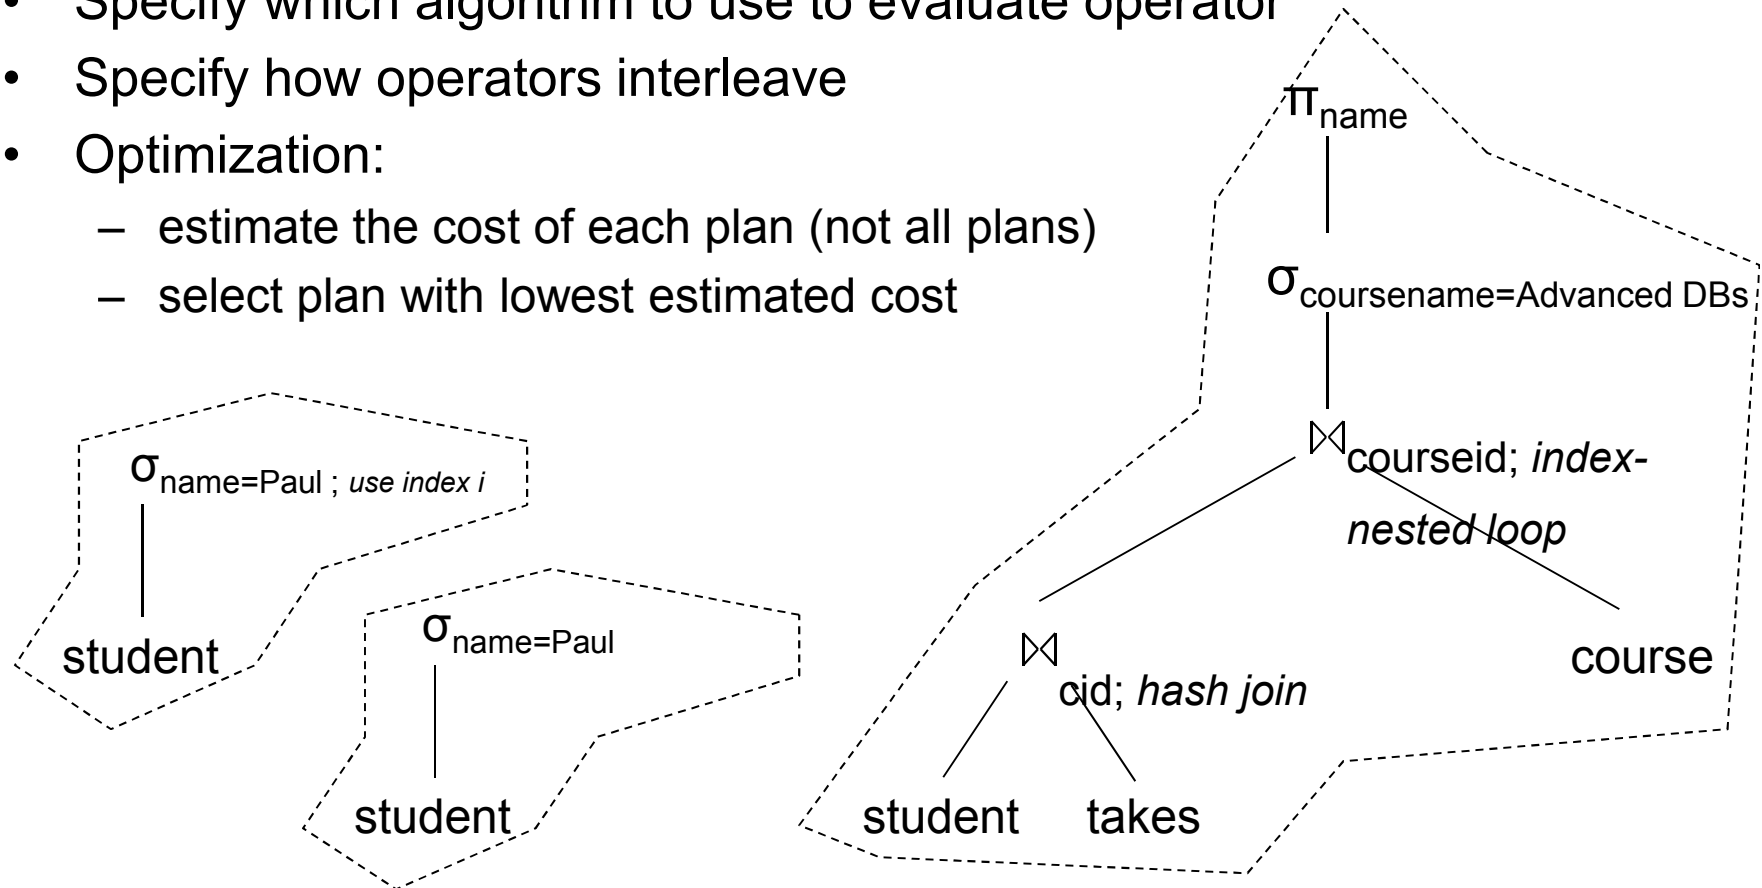 • Specify which algorithm to use to evaluate operator
• Specify how operators interleave
• Optimization:
– estimate the cost of each plan (not all plans)
– select plan with lowest estimated cost
πname
σcoursename=Advanced DBs
⋈courseid; index-
nested loop
σname=Paul ; use index i
student
σname=Paul
student
⋈
cid; hash join
course
student takes